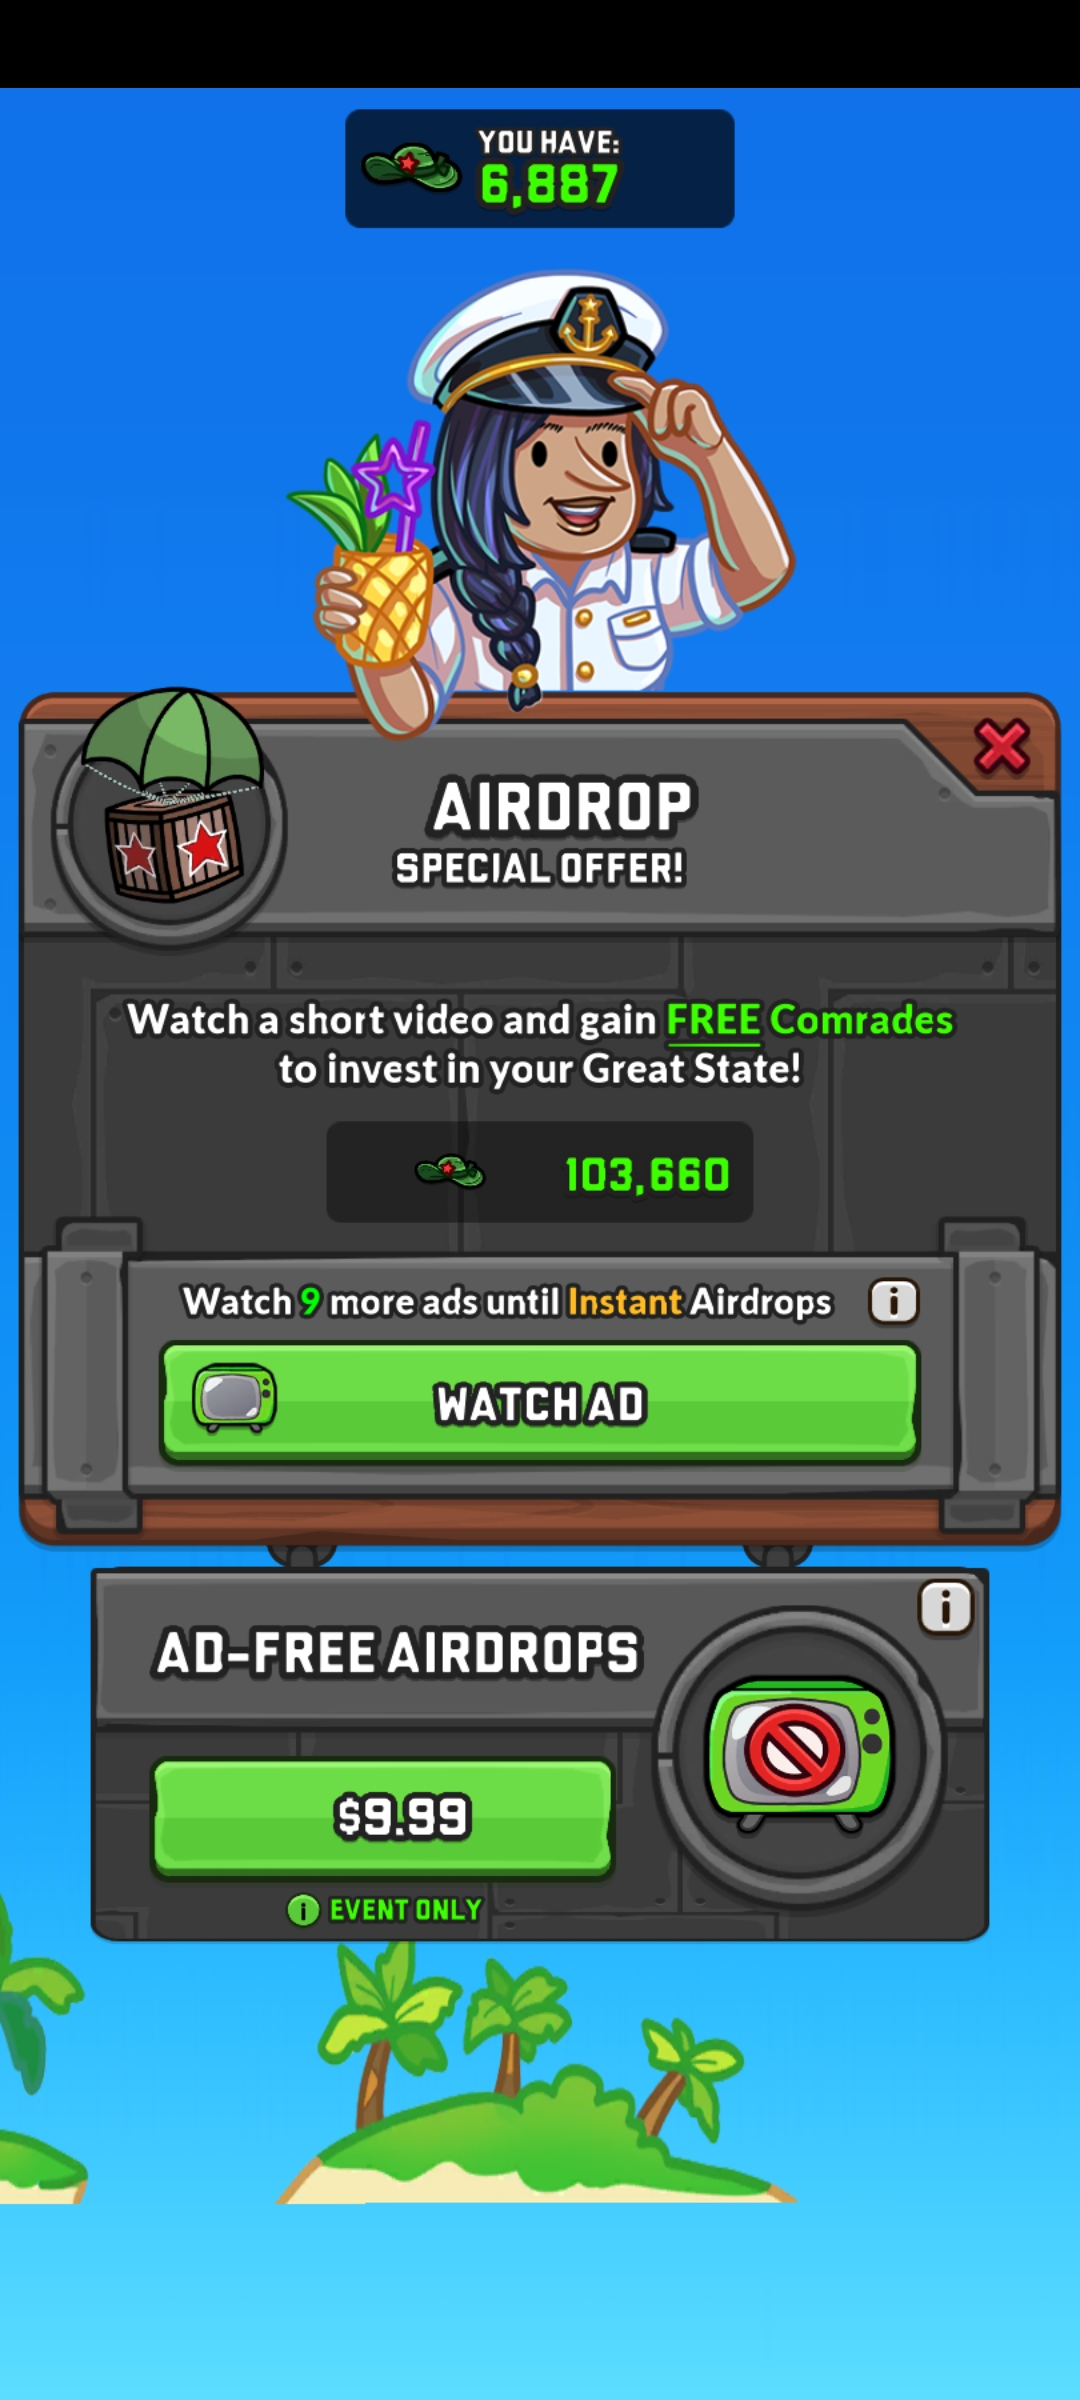 YOU HAVE:
6,887
AIRDROP
SPECIAL OFFER!
Watch a short video and gain FREE Comrades
to invest in your Great State!
103,660
Watch 9 more ads until Instant Airdrops
i
WATCH AD
i
AD-FREE AIRDROPS
$9.99
i EVENT ONLY